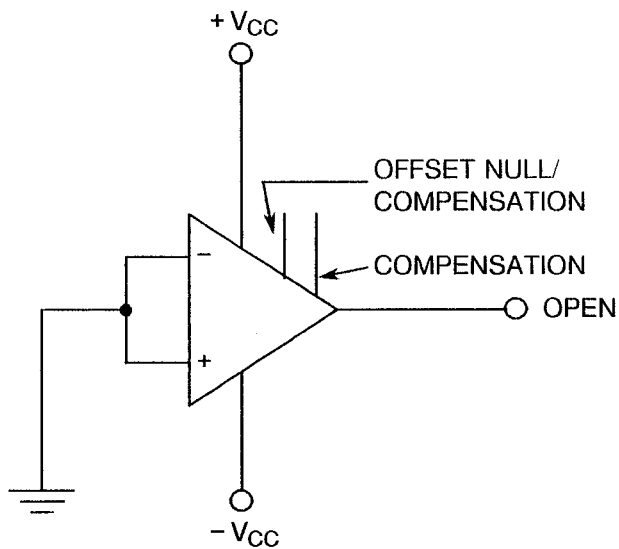 + VCC
OFFSET NULL/
COMPENSATION
COMPENSATION
−
OPEN
+
− VCC